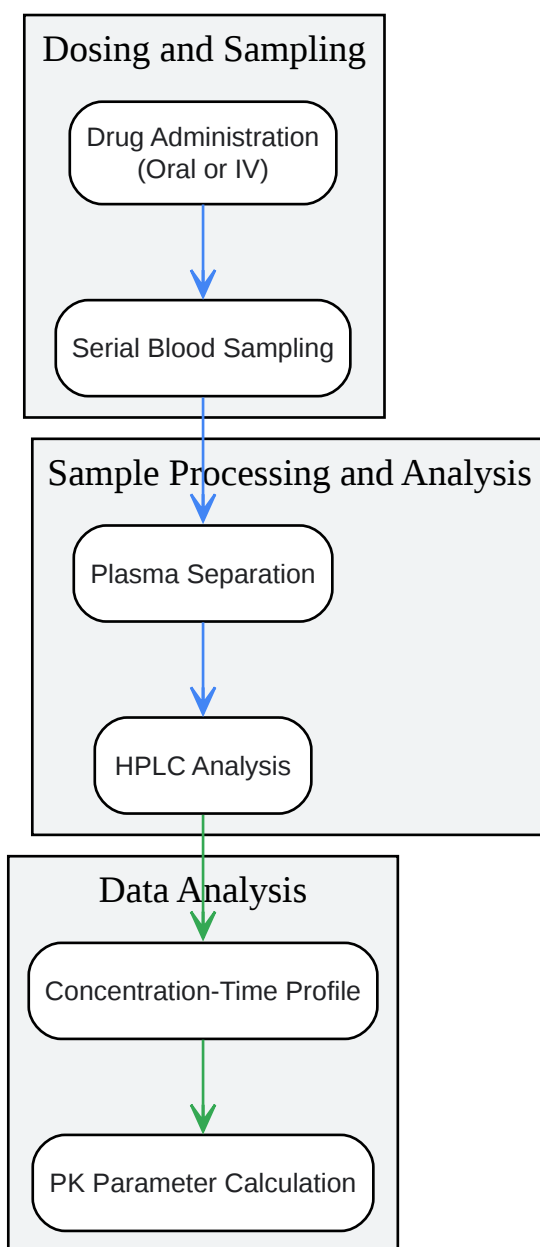 Dosing and Sampling
Drug Administration
(Oral or IV)
Serial Blood Sampling
Sample Processing and Analysis
Plasma Separation
HPLC Analysis
Data Analysis
Concentration-Time Profile
PK Parameter Calculation